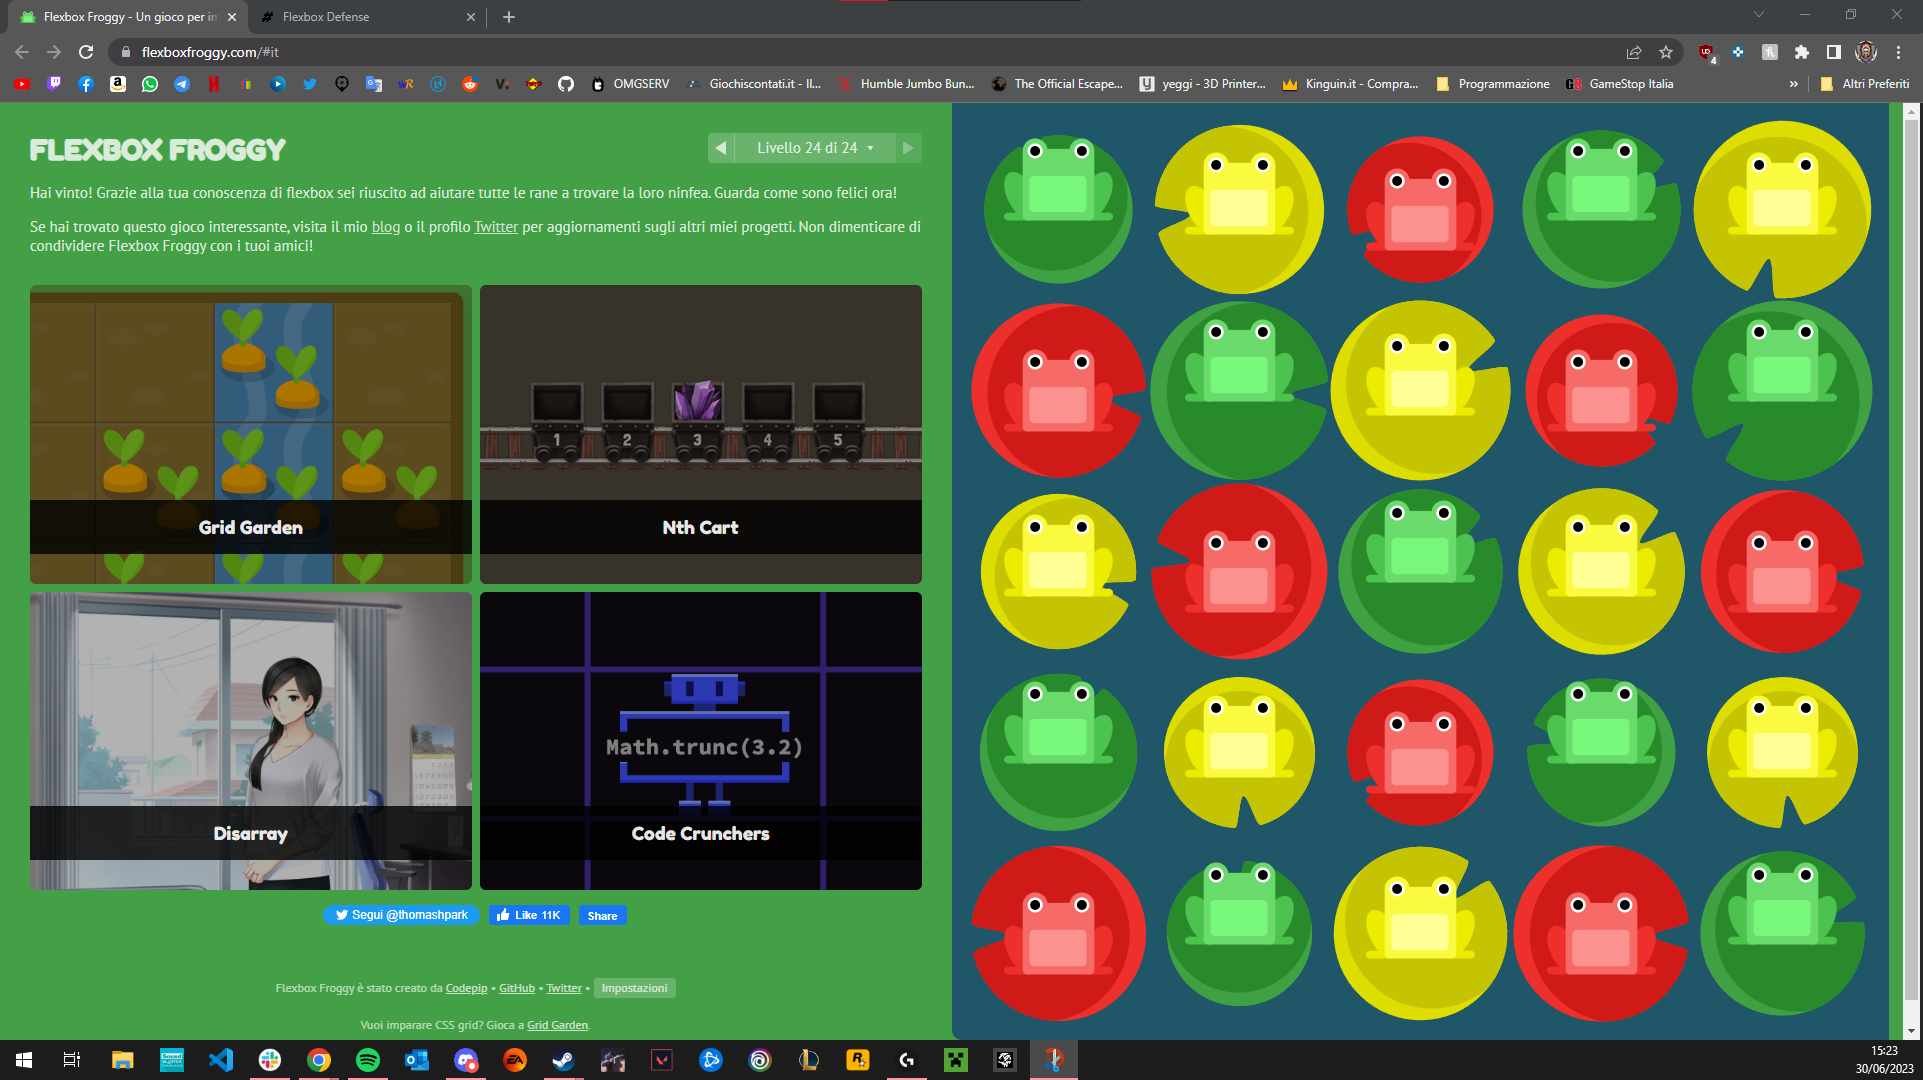 Flexbox Froggy - Un gioco per im
Flexbox Defense
flexboxfroggy.com/#it
4
OMGSERV
Giochiscontati.it - Il...
Humble Jumbo Bun...
The Official Escape...
yeggi - 3D Printer...
Kinguin.it - Compra...
Programmazione
GameStop Italia
»
Altri Preferiti
FLEXBOX FROGGY
Livello 24 di 24
Hai vinto! Grazie alla tua conoscenza di flexbox sei riuscito ad aiutare tutte le rane a trovare la loro ninfea. Guarda come sono felici ora!
Se hai trovato questo gioco interessante, visita il mio blog o il profilo Twitter per aggiornamenti sugli altri miei progetti. Non dimenticare di
condividere Flexbox Froggy con i tuoi amici!
Grid Garden
1 2 3 4 5
Nth Cart
Disarray
Math.trunc(3.2)
Code Crunchers
Segui @thomashpark
Like 11K
Share
Flexbox Froggy è stato creato da Codepip • GitHub • Twitter • Impostazioni
Vuoi imparare CSS grid? Gioca a Grid Garden.
15:23
30/06/2023